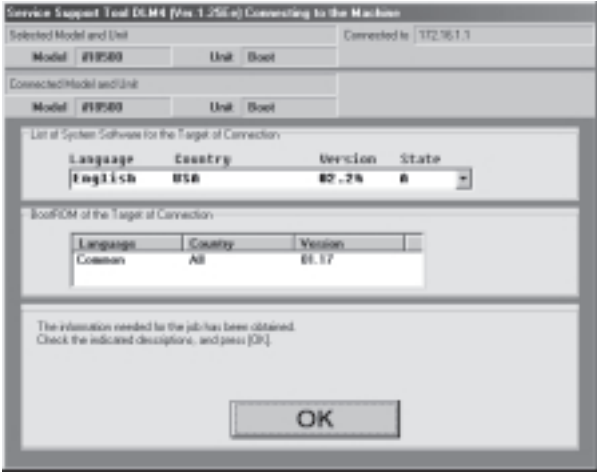 Service Support Tool DLM4 (Ver 1.25Ee) Connecting to the Machine
Selected Model and Unit
Connected to 172.16.1.1
Model iR8500 Unit Boot
Connected Model and Unit
Model iR8500 Unit Boot
List of System Software for the Target of Connection
Language Country Version State
English USA 02.24 A
BootROM of the Target of Connection
Language Country Version
Common All 01.17
The information needed for the job has been obtained.
Check the indicated descriptions, and press [OK].
OK